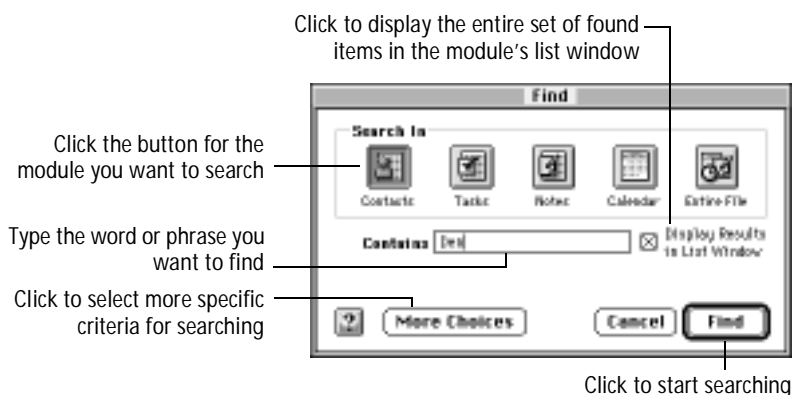 Click to display the entire set of found
items in the module’s list window
Find
Search In
Click the button for the
module you want to search
Contacts Tasks Notes Calendar Entire File
Type the word or phrase you
want to find
Contains Den Display Results
in List Window
Click to select more specific
criteria for searching
? More Choices Cancel Find
Click to start searching